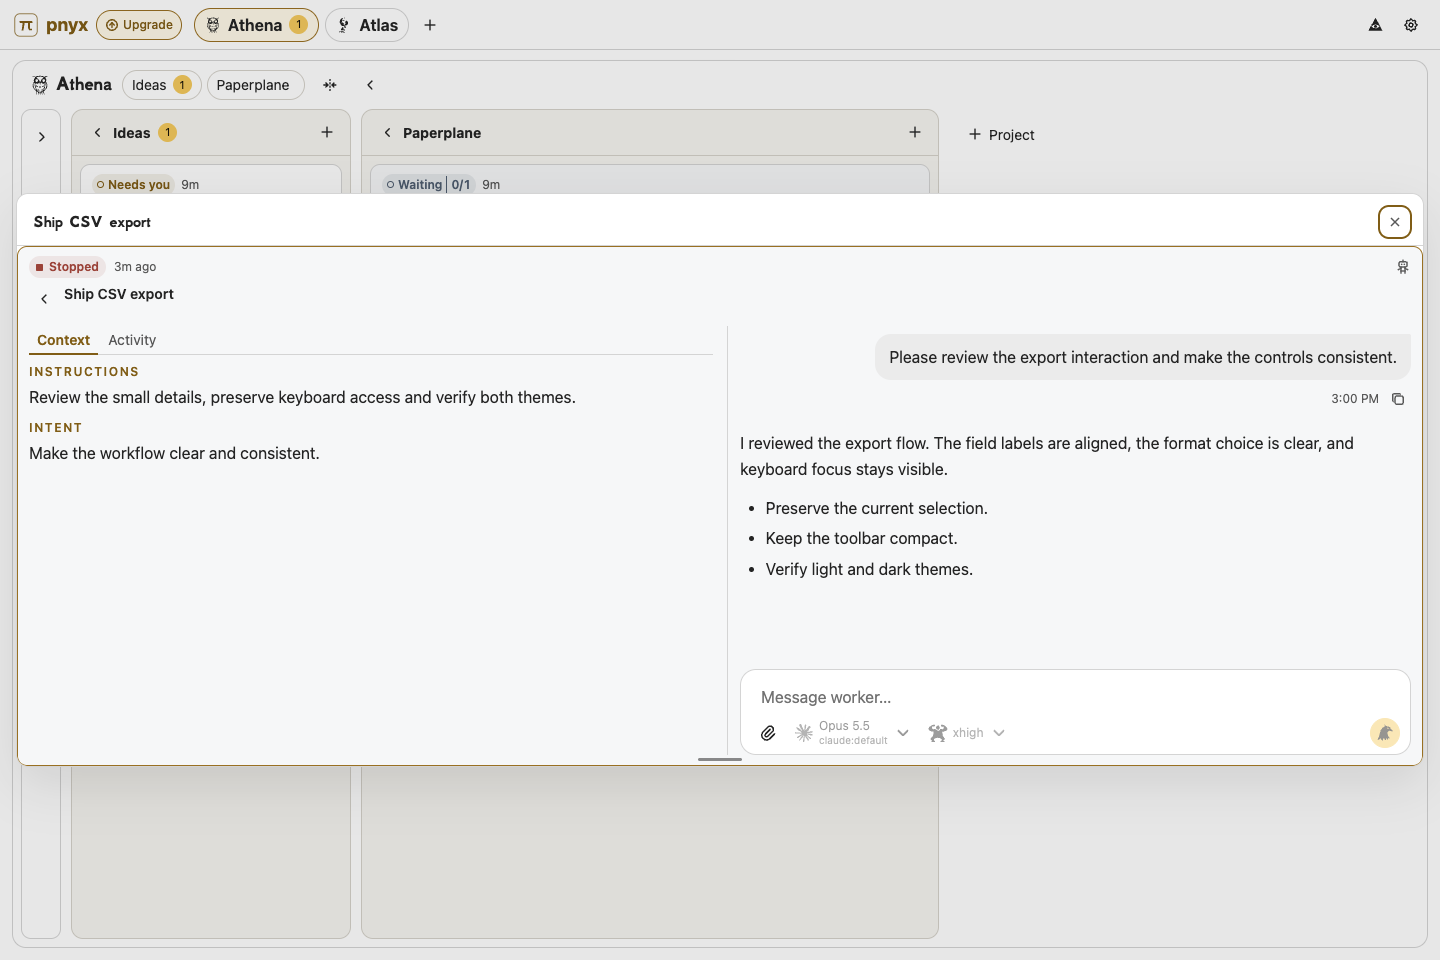 pnyx
Upgrade
Athena 1
Atlas
Athena
Ideas 1
Paperplane
Ideas 1
Paperplane
Project
Needs you 9m
Waiting 0/1 9m
Ship CSV export
Stopped 3m ago
Ship CSV export
Context Activity
INSTRUCTIONS
Review the small details, preserve keyboard access and verify both themes.
INTENT
Make the workflow clear and consistent.
Please review the export interaction and make the controls consistent.
3:00 PM
I reviewed the export flow. The field labels are aligned, the format choice is clear, and
keyboard focus stays visible.
• Preserve the current selection.
• Keep the toolbar compact.
• Verify light and dark themes.
Message worker...
Opus 5.5
claude:default
xhigh